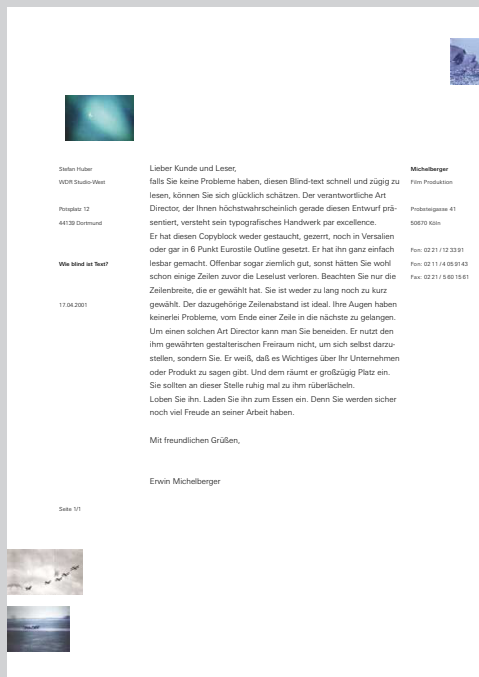 Stefan Huber
WDR Studio-West
Potsplatz 12
44139 Dortmund
Wie blind ist Text?
17.04.2001
Lieber Kunde und Leser,
falls Sie keine Probleme haben, diesen Blind-text schnell und zügig zu
lesen, können Sie sich glücklich schätzen. Der verantwortliche Art
Director, der Ihnen höchstwahrscheinlich gerade diesen Entwurf prä-
sentiert, versteht sein typografisches Handwerk par excellence.
Er hat diesen Copyblock weder gestaucht, gezerrt, noch in Versalien
oder gar in 6 Punkt Eurostile Outline gesetzt. Er hat ihn ganz einfach
lesbar gemacht. Offenbar sogar ziemlich gut, sonst hätten Sie wohl
schon einige Zeilen zuvor die Leselust verloren. Beachten Sie nur die
Zeilenbreite, die er gewählt hat. Sie ist weder zu lang noch zu kurz
gewählt. Der dazugehörige Zeilenabstand ist ideal. Ihre Augen haben
keinerlei Probleme, vom Ende einer Zeile in die nächste zu gelangen.
Um einen solchen Art Director kann man Sie beneiden. Er nutzt den
ihm gewährten gestalterischen Freiraum nicht, um sich selbst darzu-
stellen, sondern Sie. Er weiß, daß es Wichtiges über Ihr Unternehmen
oder Produkt zu sagen gibt. Und dem räumt er großzügig Platz ein.
Sie sollten an dieser Stelle ruhig mal zu ihm rüberlächeln.
Loben Sie ihn. Laden Sie ihn zum Essen ein. Denn Sie werden sicher
noch viel Freude an seiner Arbeit haben.
Mit freundlichen Grüßen,
Erwin Michelberger
Michelberger
Film Produktion
Probsteigasse 41
50670 Köln
Fon: 02 21 / 12 33 91
Fon: 02 11 / 4 05 91 43
Fax: 02 21 / 5 60 15 61
Seite 1/1